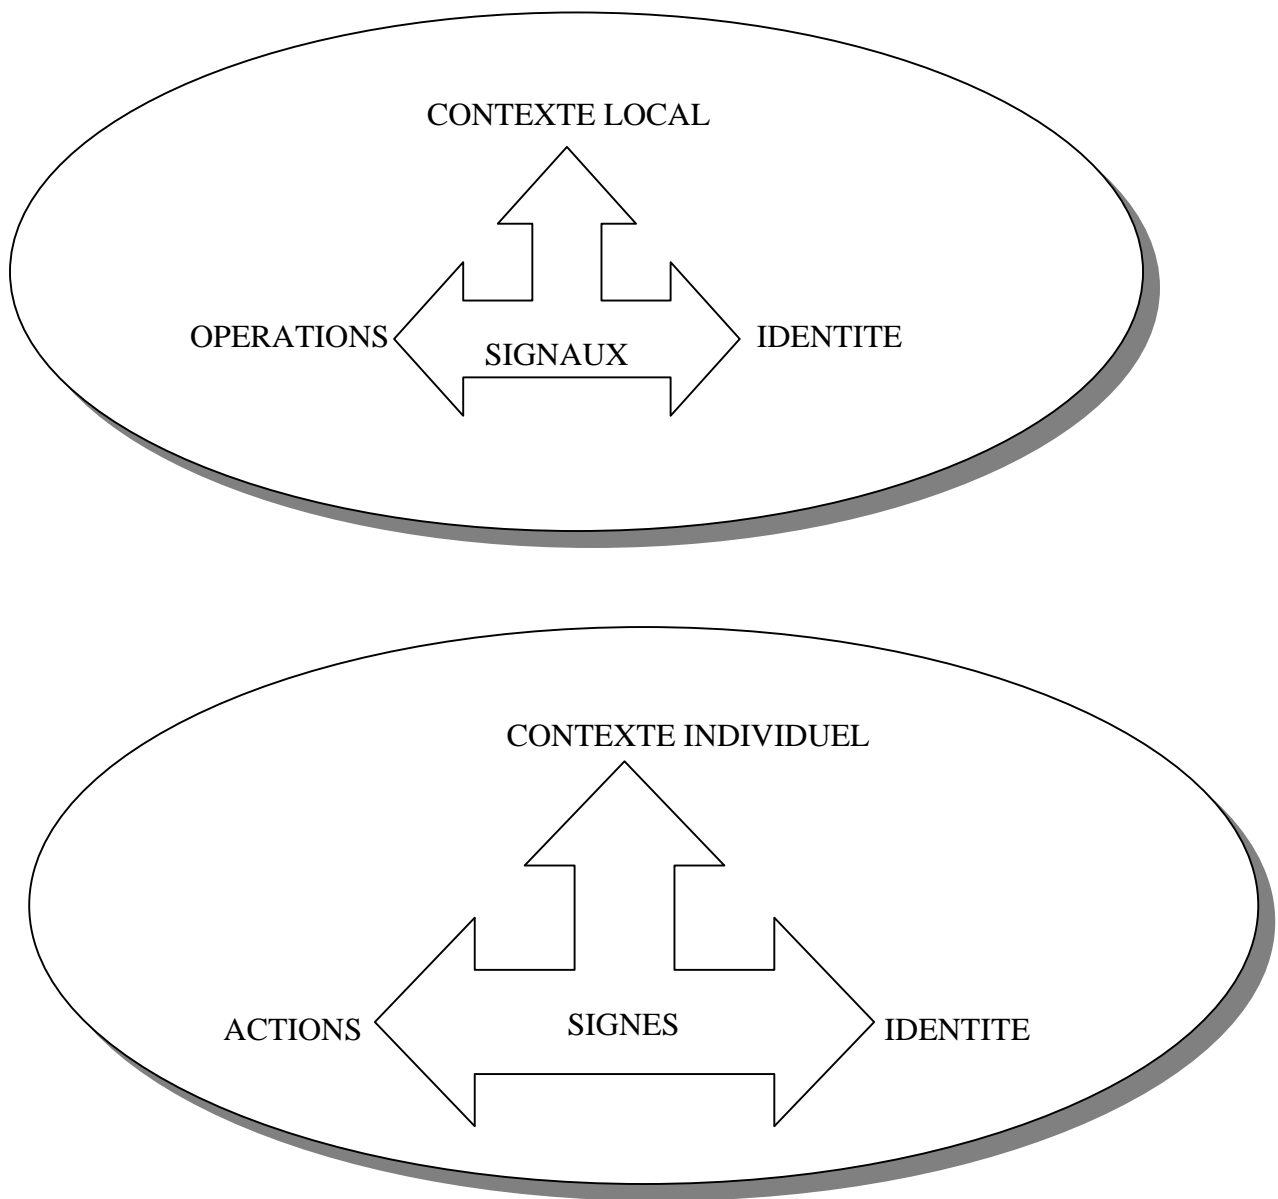 CONTEXTE LOCAL
OPERATIONS
IDENTITE
SIGNAUX
CONTEXTE INDIVIDUEL
ACTIONS
SIGNES
IDENTITE